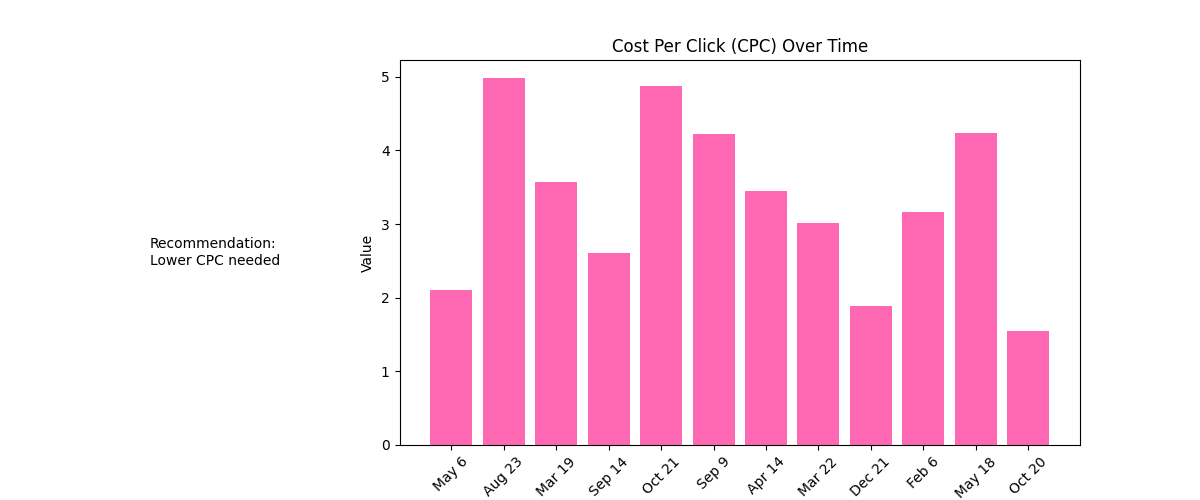 Cost Per Click (CPC) Over Time
Recommendation:
Lower CPC needed
Value
5
4
3
2
1
0
May 6
Aug 23
Mar 19
Sep 14
Oct 21
Sep 9
Apr 14
Mar 22
Dec 21
Feb 6
May 18
Oct 20